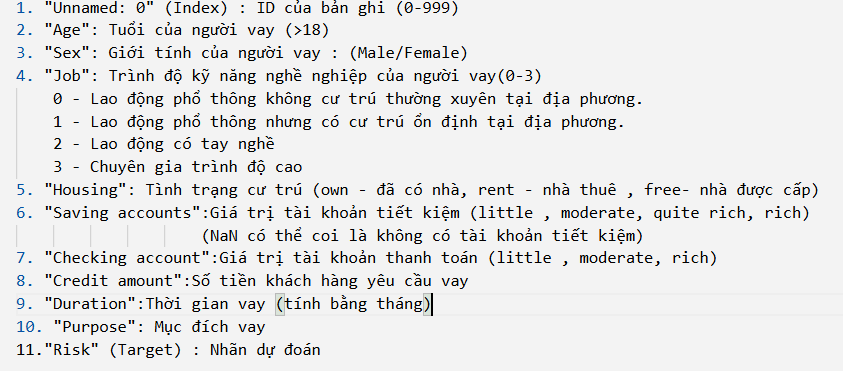 1. "Unnamed: 0" (Index) : ID của bản ghi (0-999)
2. "Age": Tuổi của người vay (>18)
3. "Sex": Giới tính của người vay : (Male/Female)
4. "Job": Trình độ kỹ năng nghề nghiệp của người vay(0-3)
0 - Lao động phổ thông không cư trú thường xuyên tại địa phương.
1 - Lao động phổ thông nhưng có cư trú ổn định tại địa phương.
2 - Lao động có tay nghề
3 - Chuyên gia trình độ cao
5. "Housing": Tình trạng cư trú (own - đã có nhà, rent - nhà thuê , free- nhà được cấp)
6. "Saving accounts":Giá trị tài khoản tiết kiệm (little , moderate, quite rich, rich)
(NaN có thể coi là không có tài khoản tiết kiệm)
7. "Checking account":Giá trị tài khoản thanh toán (little , moderate, rich)
8. "Credit amount":Số tiền khách hàng yêu cầu vay
9. "Duration":Thời gian vay (tính bằng tháng)
10. "Purpose": Mục đích vay
11."Risk" (Target) : Nhãn dự đoán